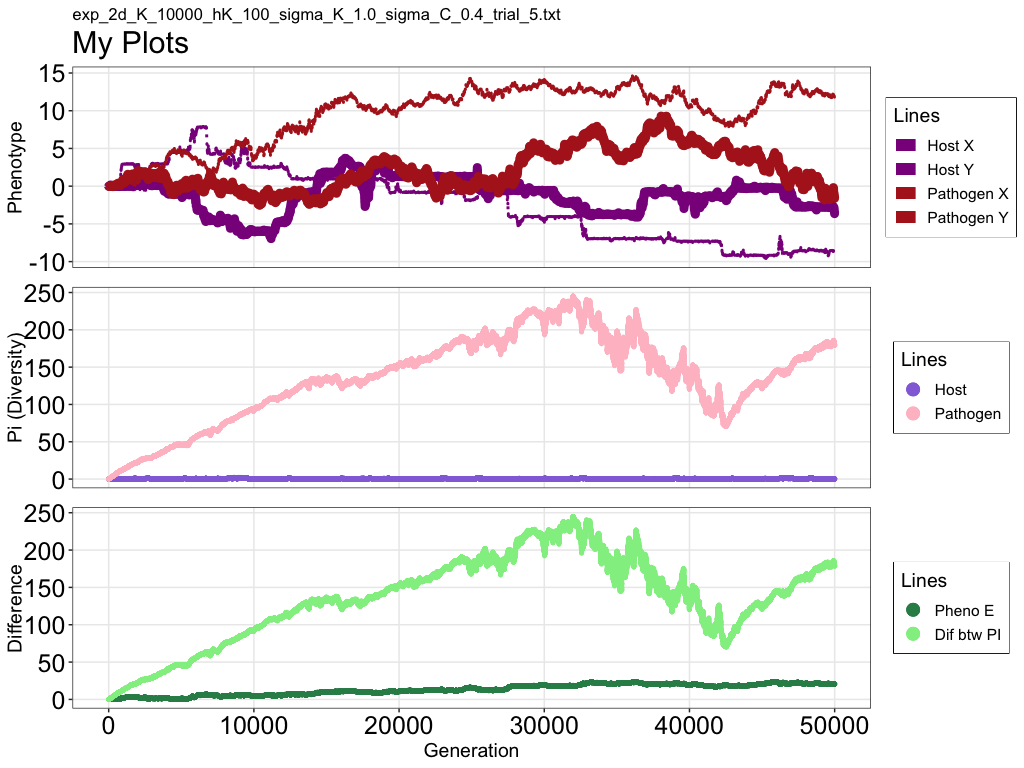 exp_2d_K_10000_hK_100_sigma_K_1.0_sigma_C_0.4_trial_5.txt
My Plots
Phenotype
15
10
5
0
-5
-10
Lines
Host X
Host Y
Pathogen X
Pathogen Y
Pi (Diversity)
250
200
150
100
50
0
Lines
Host
Pathogen
Difference
250
200
150
100
50
0
Lines
Pheno E
Dif btw PI
0 10000 20000 30000 40000 50000
Generation